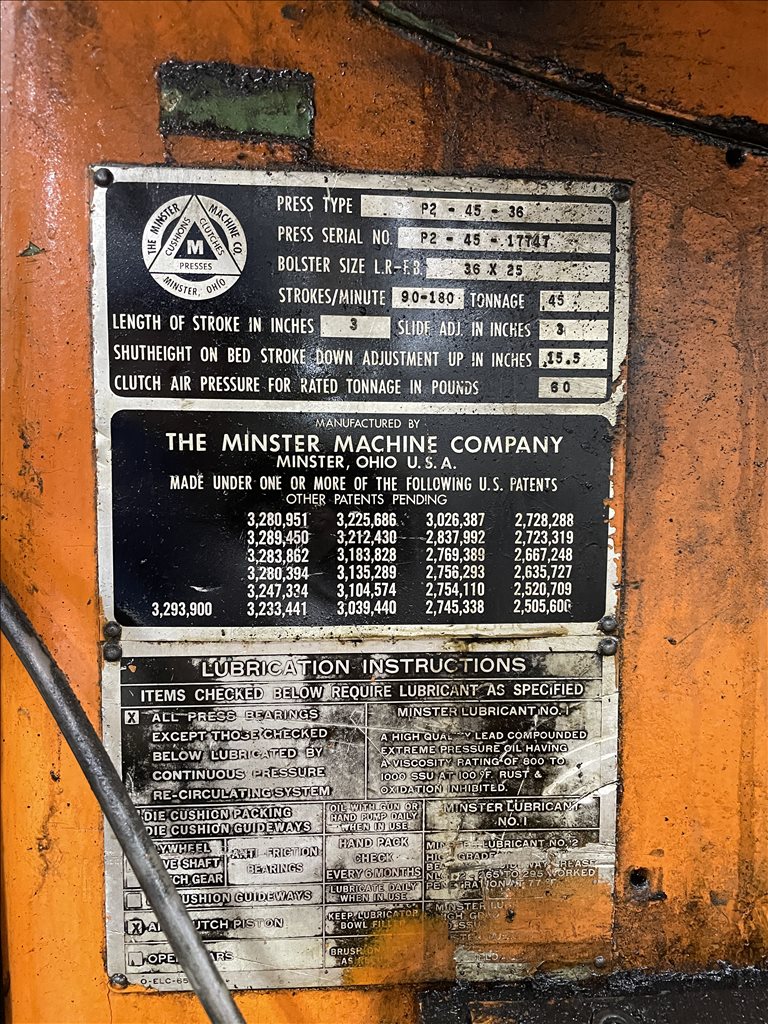 THE MINSTER MACHINE CO.
CUSHIONS CLUTCHES
M
PRESSES
MINSTER, OHIO
PRESS TYPE P2 - 45 - 36
PRESS SERIAL NO. P2 - 45 - 17747
BOLSTER SIZE L.R.-F.B. 36 X 25
STROKES/MINUTE 90-180 TONNAGE 45
LENGTH OF STROKE IN INCHES 3 SLIDE ADJ. IN INCHES 3
SHUTHEIGHT ON BED STROKE DOWN ADJUSTMENT UP IN INCHES 15.5
CLUTCH AIR PRESSURE FOR RATED TONNAGE IN POUNDS 60
MANUFACTURED BY
THE MINSTER MACHINE COMPANY
MINSTER, OHIO U.S.A.
MADE UNDER ONE OR MORE OF THE FOLLOWING U.S. PATENTS
OTHER PATENTS PENDING
3,280,951 3,225,686 3,026,387 2,728,288
3,289,450 3,212,430 2,837,992 2,723,319
3,283,862 3,183,828 2,769,389 2,667,248
3,280,394 3,135,289 2,756,293 2,635,727
3,247,334 3,104,574 2,754,110 2,520,709
3,293,900 3,233,441 3,039,440 2,745,338 2,505,600
LUBRICATION INSTRUCTIONS
ITEMS CHECKED BELOW REQUIRE LUBRICANT AS SPECIFIED
X ALL PRESS BEARINGS
EXCEPT THOSE CHECKED
BELOW LUBRICATED BY
CONTINUOUS PRESSURE
RE-CIRCULATING SYSTEM
MINSTER LUBRICANT NO. 1
A HIGH QUALITY LEAD COMPOUNDED
EXTREME PRESSURE OIL HAVING
A VISCOSITY RATING OF 800 TO
1000 SSU AT 100°F. RUST &
OXIDATION INHIBITED.
DIE CUSHION PACKING
DIE CUSHION GUIDEWAYS
OIL WITH GUN OR
HAND PUMP DAILY
WHEN IN USE
MINSTER LUBRICANT
NO. 1
GEAR
ANTI-FRICTION
BEARINGS
HAND PACK
CHECK
EVERY 6 MONTHS
LUBRICANT NO. 2
GRADE
TO 295 WORKED
CUSHION GUIDEWAYS
LUBRICATE DAILY
WHEN IN USE
MINSTER
X PISTON
KEEP LUBRICATOR
BOWL
OPEN
BRUSH